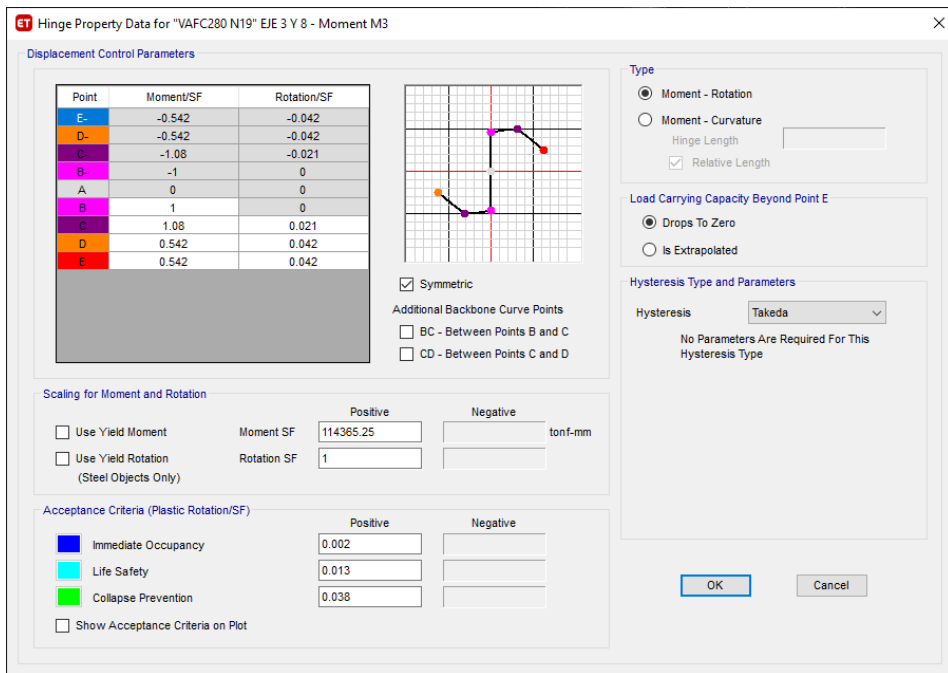 ET Hinge Property Data for "VAFC280 N19" EJE 3 Y 8 - Moment M3
Displacement Control Parameters
Point Moment/SF Rotation/SF
E- -0.542 -0.042
D- -0.542 -0.042
C- -1.08 -0.021
B- -1 0
A 0 0
B 1 0
C 1.08 0.021
D 0.542 0.042
E 0.542 0.042
Symmetric
Additional Backbone Curve Points
BC - Between Points B and C
CD - Between Points C and D
Type
Moment - Rotation
Moment - Curvature
Hinge Length
Relative Length
Load Carrying Capacity Beyond Point E
Drops To Zero
Is Extrapolated
Hysteresis Type and Parameters
Hysteresis Takeda
No Parameters Are Required For This
Hysteresis Type
Scaling for Moment and Rotation
Positive Negative
Use Yield Moment Moment SF 114365.25 tonf-mm
Use Yield Rotation Rotation SF 1
(Steel Objects Only)
Acceptance Criteria (Plastic Rotation/SF)
Positive Negative
Immediate Occupancy 0.002
Life Safety 0.013
Collapse Prevention 0.038
Show Acceptance Criteria on Plot
OK Cancel